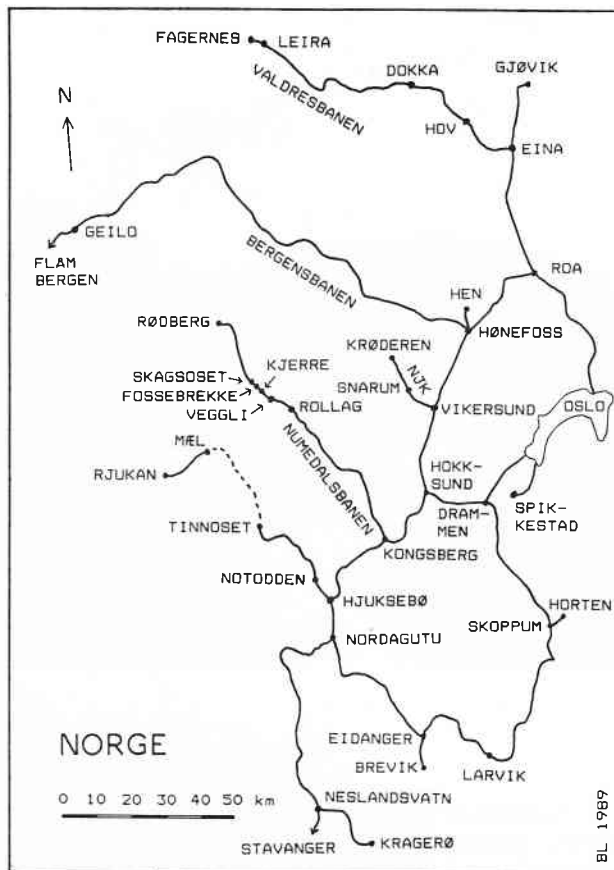 FAGERNES
LEIRA
VALDRESBANEN
DOKKA
GJØVIK
HOV
EINA
N
GEILO
FLÅM
BERGEN
BERGENSBANEN
ROA
HEN
HØNEFOSS
RØDBERG
KRØDEREN
NJK
SNARUM
VIKERSUND
OSLO
SKAGSOSET
KJERRE
FOSSEBREKKE
VEGGLI
ROLLAG
NUMEDALSBANEN
MÆL
RJUKAN
HOKK-
SUND
DRAM-
MEN
SPIK-
KESTAD
TINNOSET
KONGSBERG
NOTODDEN
HJUKSEBØ
HORTEN
SKOPPUM
NORDAGUTU
NORGE
EIDANGER
BREVIK
LARVIK
0 10 20 30 40 50 km
NESLANDSVATN
STAVANGER
KRAGERØ
BL 1989